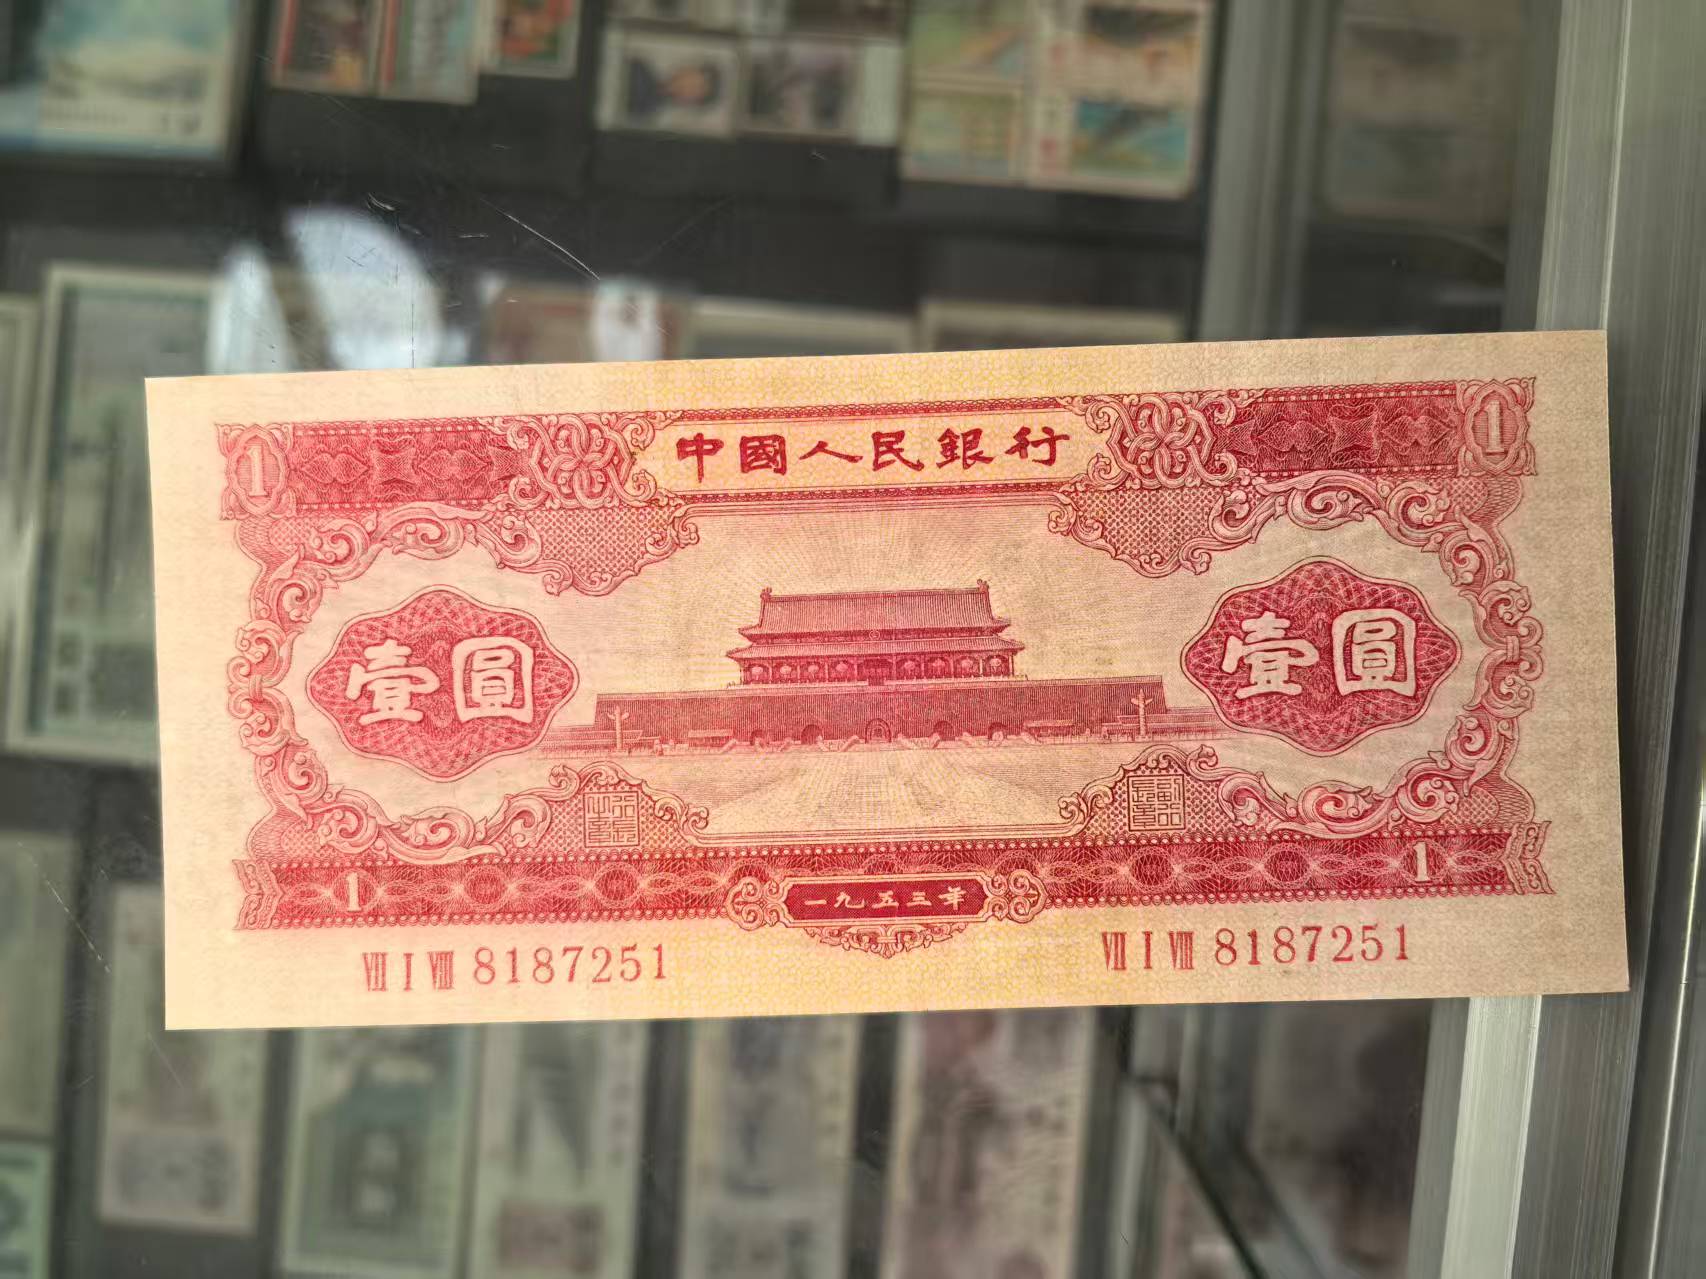 1 中國人民銀行 1
壹圓 壹圓
1 一九五三年 1
Ⅷ Ⅰ Ⅷ 8187251 Ⅷ Ⅰ Ⅷ 8187251